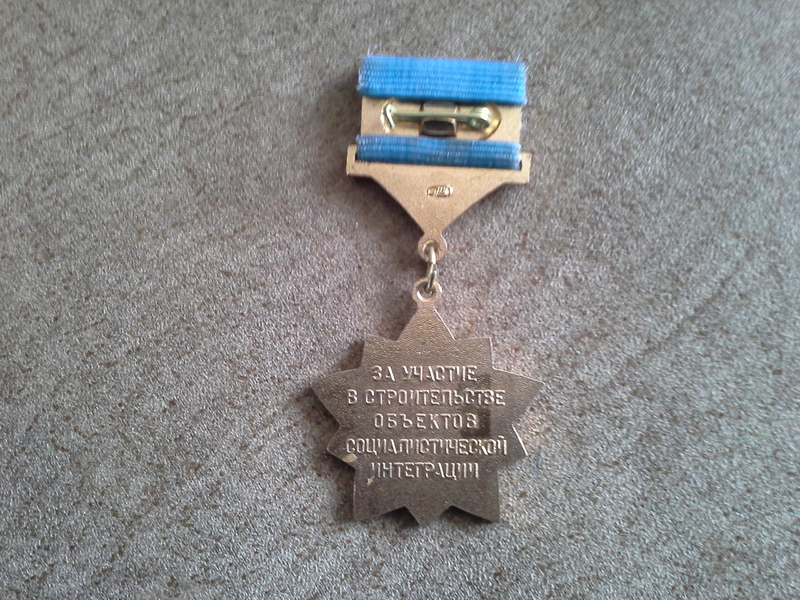 ЗА УЧАСТИЕ
В СТРОИТЕЛЬСТВЕ
ОБЪЕКТОВ
СОЦИАЛИСТИЧЕСКОЙ
ИНТЕГРАЦИИ